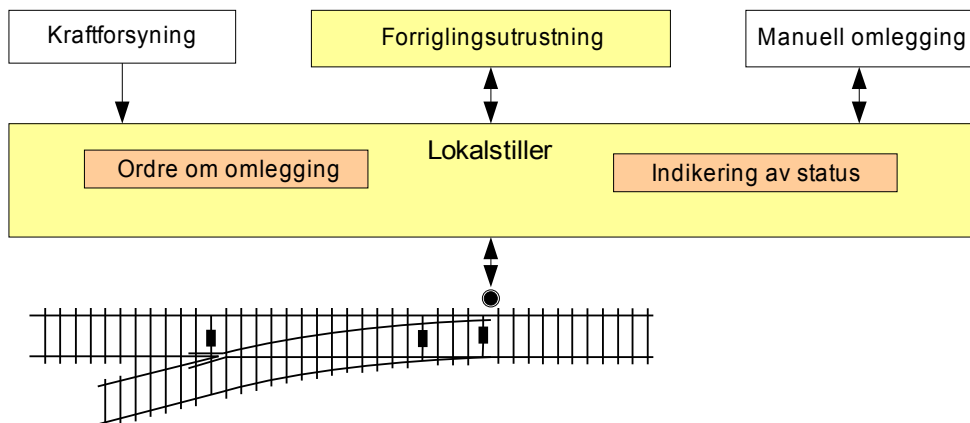 Kraftforsyning
Forriglingsutrustning
Manuell omlegging
Lokalstiller
Ordre om omlegging
Indikering av status